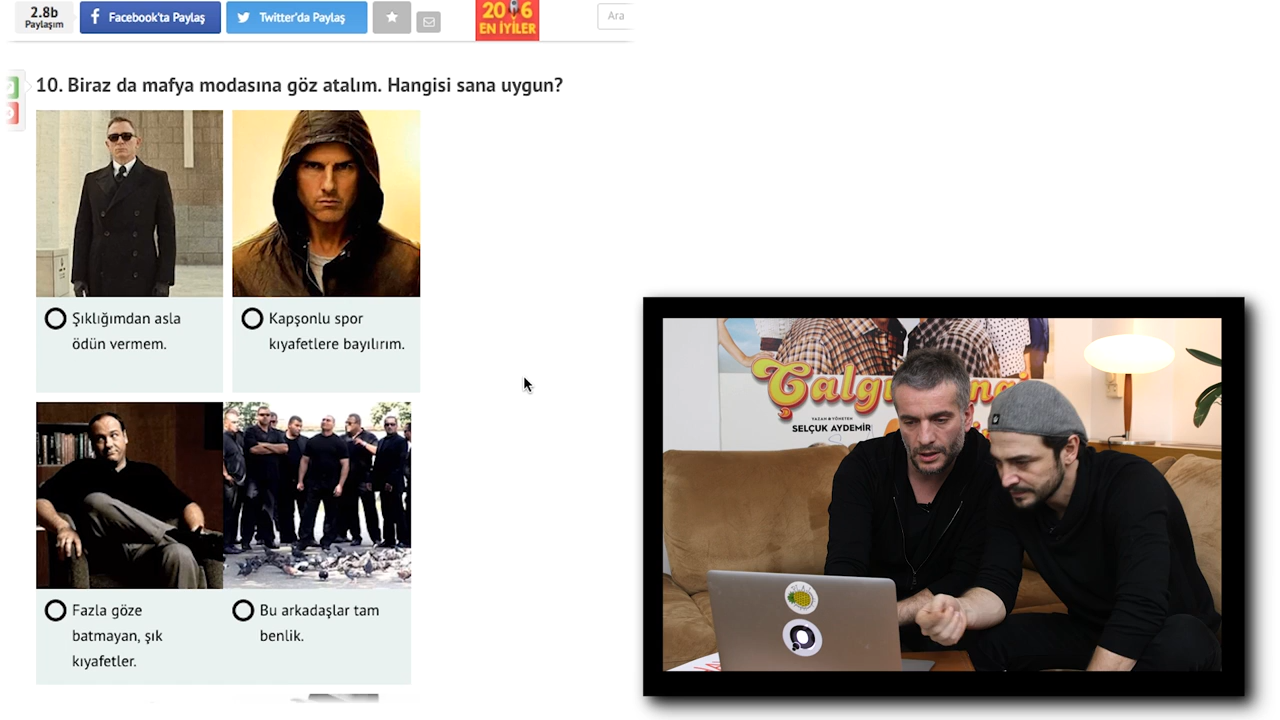 2.8b
Paylaşım
Facebook'ta Paylaş
Twitter'da Paylaş
EN İYİLER
Ara
10. Biraz da mafya modasına göz atalım. Hangisi sana uygun?
Şıklığımdan asla
ödün vermem.
Kapşonlu spor
kıyafetlere bayılırım.
Fazla göze
batmayan, şık
kıyafetler.
Bu arkadaşlar tam
benlik.
YAZAN & YÖNETEN
SELÇUK AYDEMİR